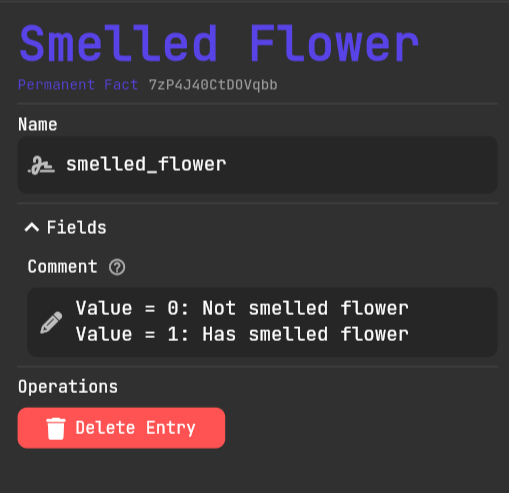 Smelled Flower
Permanent Fact 7zP4J40CtDOVqbb
Name
smelled_flower
Fields
Comment
Value = 0: Not smelled flower
Value = 1: Has smelled flower
Operations
Delete Entry